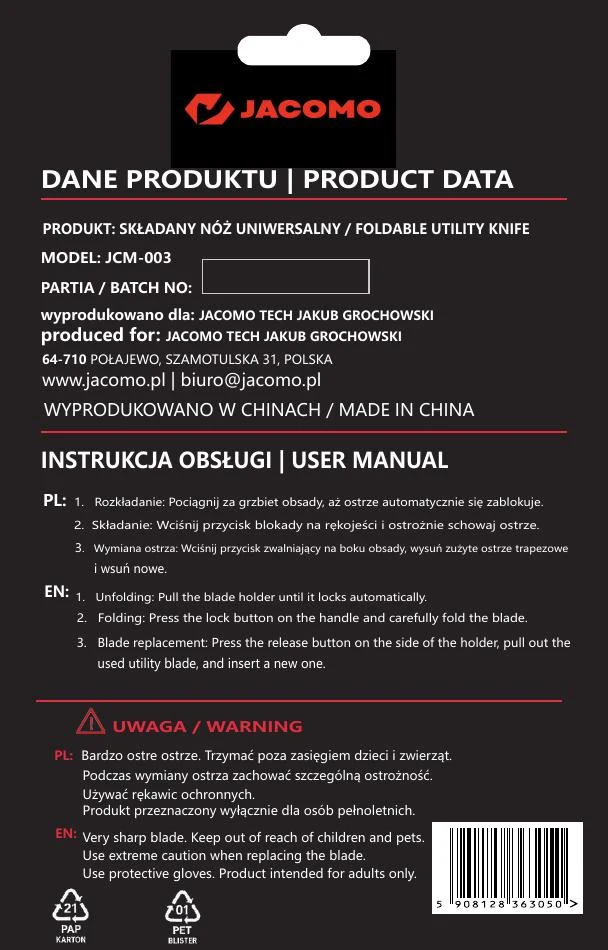 JACOMO
DANE PRODUKTU | PRODUCT DATA
PRODUKT: SKŁADANY NÓŻ UNIWERSALNY / FOLDABLE UTILITY KNIFE
MODEL: JCM-003
PARTIA / BATCH NO:
wyprodukowano dla: JACOMO TECH JAKUB GROCHOWSKI
produced for: JACOMO TECH JAKUB GROCHOWSKI
64-710 POŁAJEWO, SZAMOTULSKA 31, POLSKA
www.jacomo.pl | biuro@jacomo.pl
WYPRODUKOWANO W CHINACH / MADE IN CHINA
INSTRUKCJA OBSŁUGI | USER MANUAL
PL: 1. Rozkładanie: Pociągnij za grzbiet obsady, aż ostrze automatycznie się zablokuje.
2. Składanie: Wciśnij przycisk blokady na rękojeści i ostrożnie schowaj ostrze.
3. Wymiana ostrza: Wciśnij przycisk zwalniający na boku obsady, wysuń zużyte ostrze trapezowe
i wsuń nowe.
EN: 1. Unfolding: Pull the blade holder until it locks automatically.
2. Folding: Press the lock button on the handle and carefully fold the blade.
3. Blade replacement: Press the release button on the side of the holder, pull out the
used utility blade, and insert a new one.
UWAGA / WARNING
PL: Bardzo ostre ostrze. Trzymać poza zasięgiem dzieci i zwierząt.
Podczas wymiany ostrza zachować szczególną ostrożność.
Używać rękawic ochronnych.
Produkt przeznaczony wyłącznie dla osób pełnoletnich.
EN: Very sharp blade. Keep out of reach of children and pets.
Use extreme caution when replacing the blade.
Use protective gloves. Product intended for adults only.
5 908128 363050 >
21
PAP
KARTON
01
PET
BLISTER